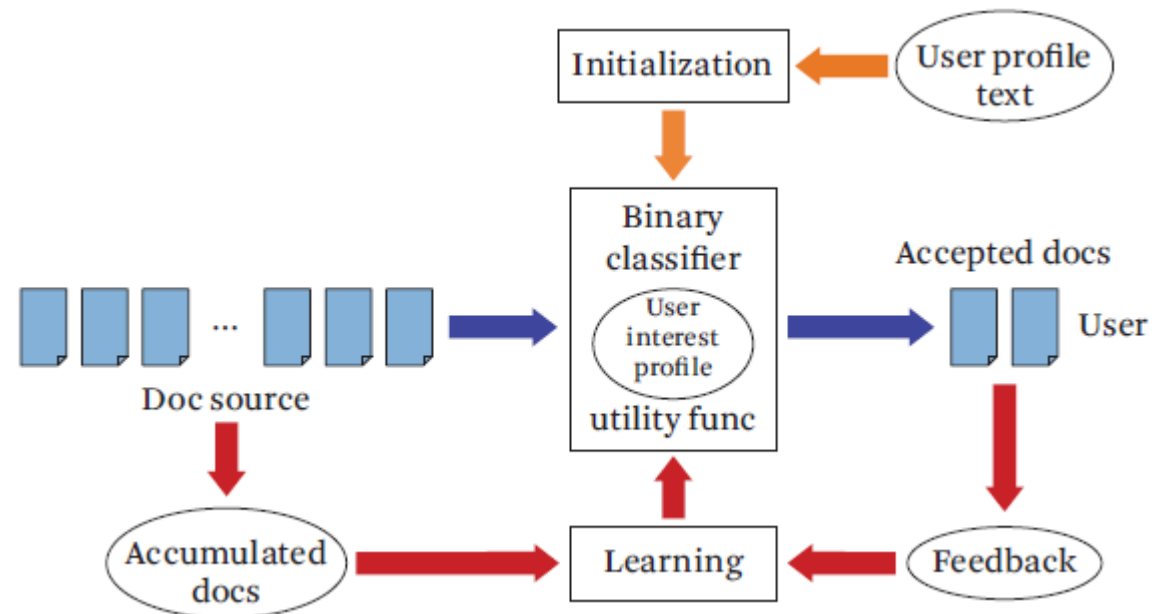 Initialization
User profile
text
Binary
classifier
User
interest
profile
utility func
Accepted docs
User
...
Doc source
Accumulated
docs
Learning
Feedback